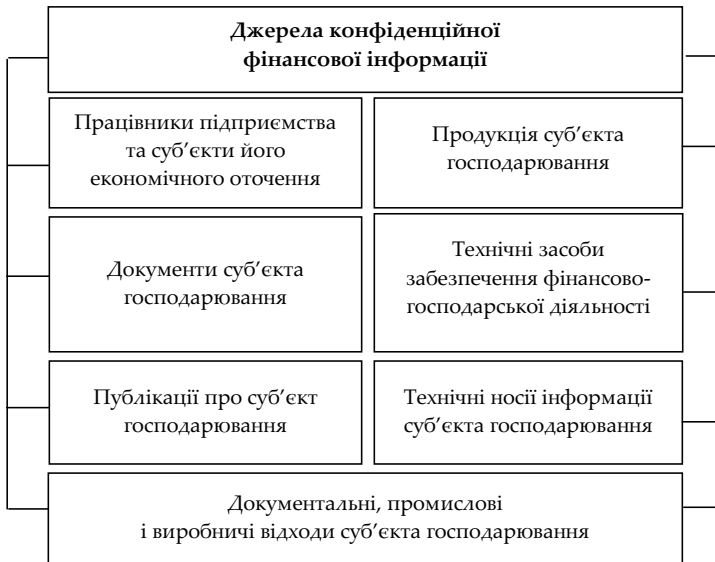 Джерела конфіденційної
фінансової інформації
Працівники підприємства
та суб’єкти його
економічного оточення
Продукція суб’єкта
господарювання
Документи суб’єкта
господарювання
Технічні засоби
забезпечення фінансово-
господарської діяльності
Публікації про суб’єкт
господарювання
Технічні носії інформації
суб’єкта господарювання
Документальні, промислові
і виробничі відходи суб’єкта господарювання